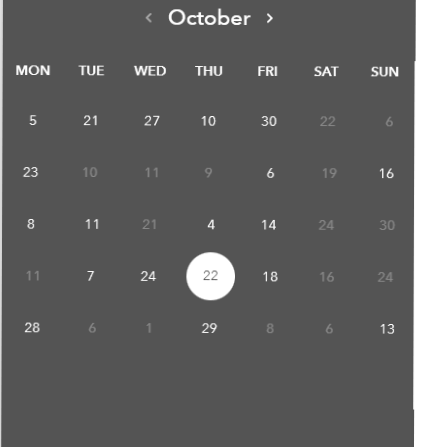 ‹ October ›
MON TUE WED THU FRI SAT SUN
5 21 27 10 30 22 6
23 10 11 9 6 19 16
8 11 21 4 14 24 30
11 7 24 22 18 16 24
28 6 1 29 8 6 13